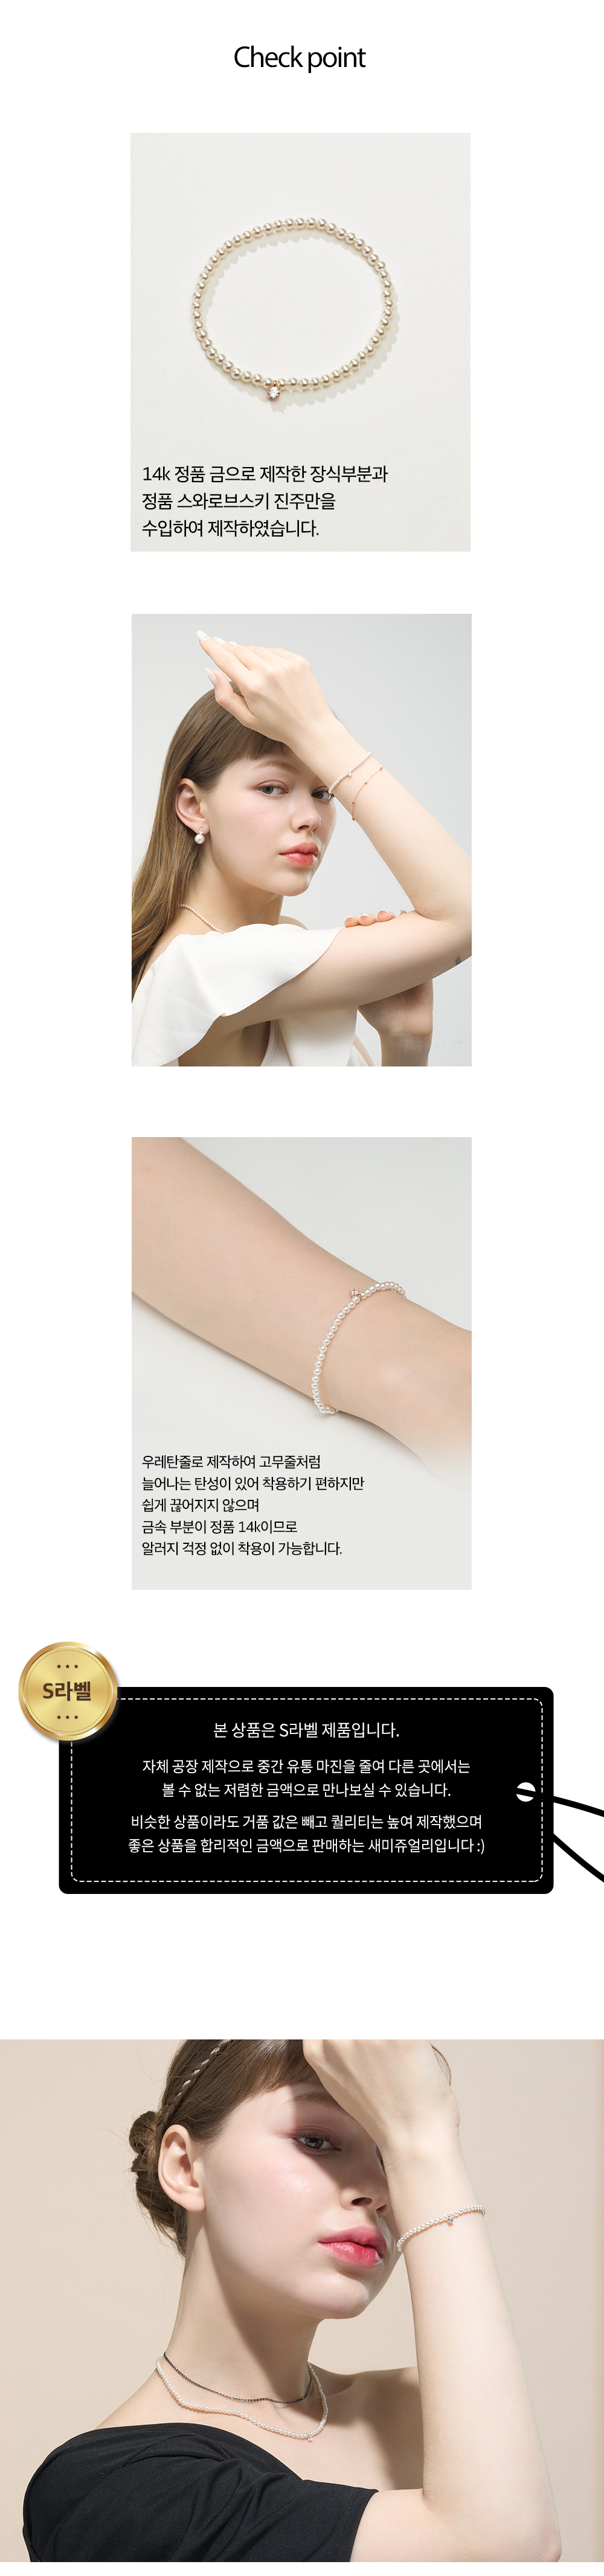 Check point
14k 정품 금으로 제작한 장식부분과
정품 스와로브스키 진주만을
수입하여 제작하였습니다.
우레탄줄로 제작하여 고무줄처럼
늘어나는 탄성이 있어 착용하기 편하지만
쉽게 끊어지지 않으며
금속 부분이 정품 14k이므로
알러지 걱정 없이 착용이 가능합니다.
S라벨
본 상품은 S라벨 제품입니다.
자체 공장 제작으로 중간 유통 마진을 줄여 다른 곳에서는
볼 수 없는 저렴한 금액으로 만나보실 수 있습니다.
비슷한 상품이라도 거품 값은 빼고 퀄리티는 높여 제작했으며
좋은 상품을 합리적인 금액으로 판매하는 새미쥬얼리입니다 :)